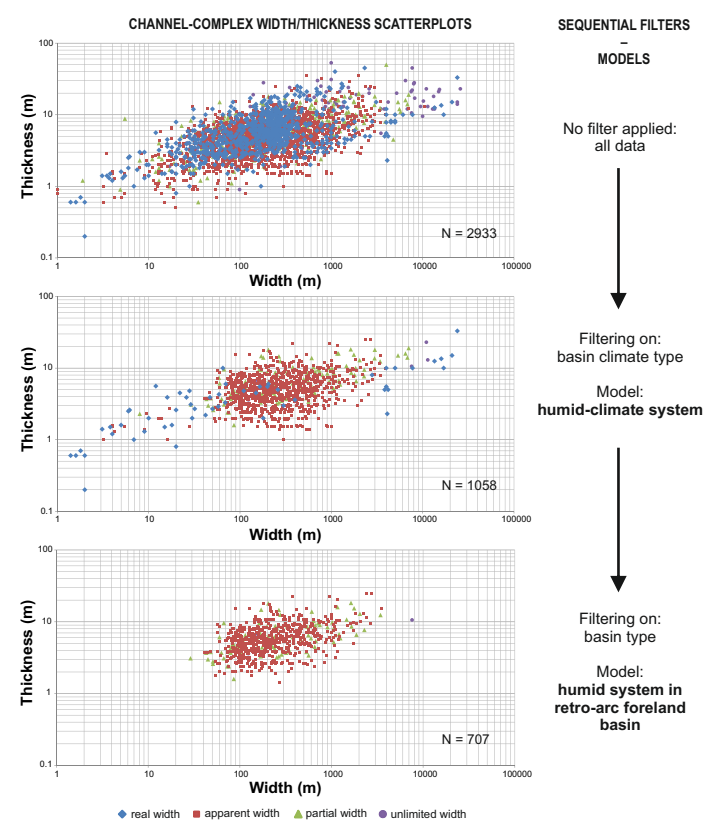 CHANNEL-COMPLEX WIDTH/THICKNESS SCATTERPLOTS
SEQUENTIAL FILTERS
–
MODELS
Thickness (m)
100
10
1
0.1
1
10
100
1000
10000
100000
Width (m)
N = 2933
No filter applied:
all data
Thickness (m)
100
10
1
0.1
1
10
100
1000
10000
100000
Width (m)
N = 1058
Filtering on:
basin climate type
Model:
humid-climate system
Thickness (m)
100
10
1
0.1
1
10
100
1000
10000
100000
Width (m)
N = 707
Filtering on:
basin type
Model:
humid system in
retro-arc foreland
basin
real width
apparent width
partial width
unlimited width